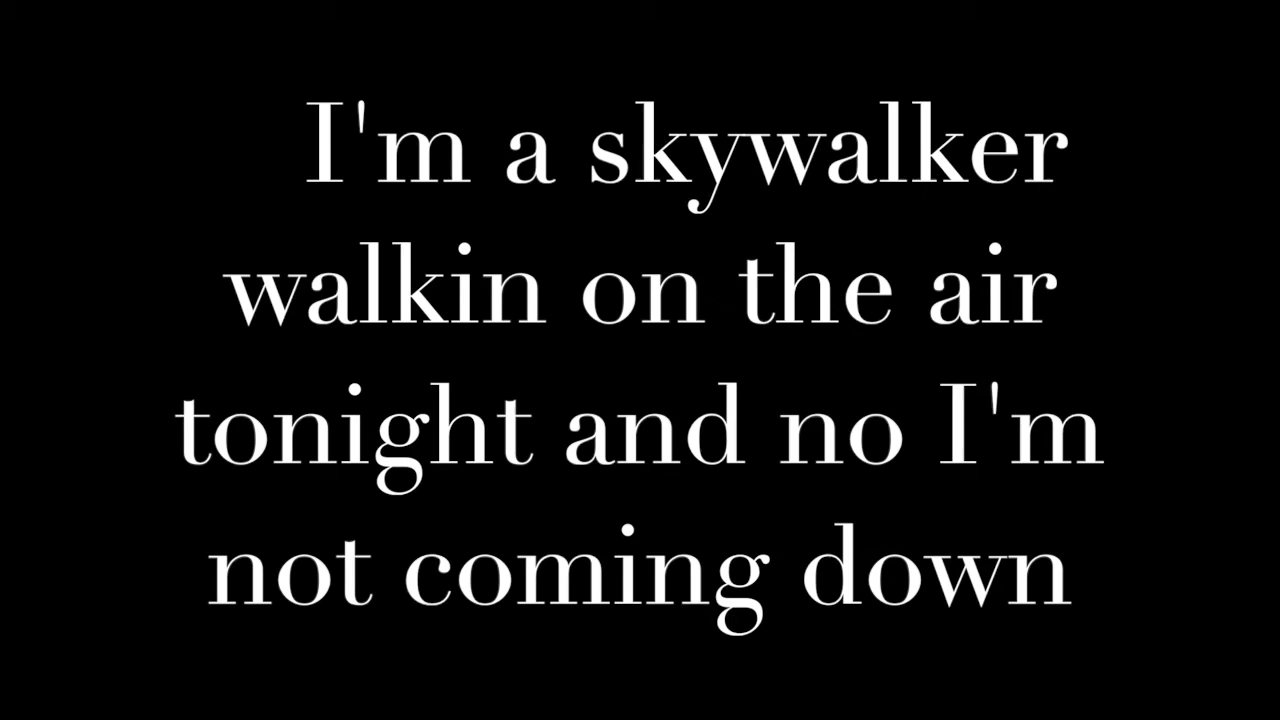 I'm a skywalker
walkin on the air
tonight and no I'm
not coming down